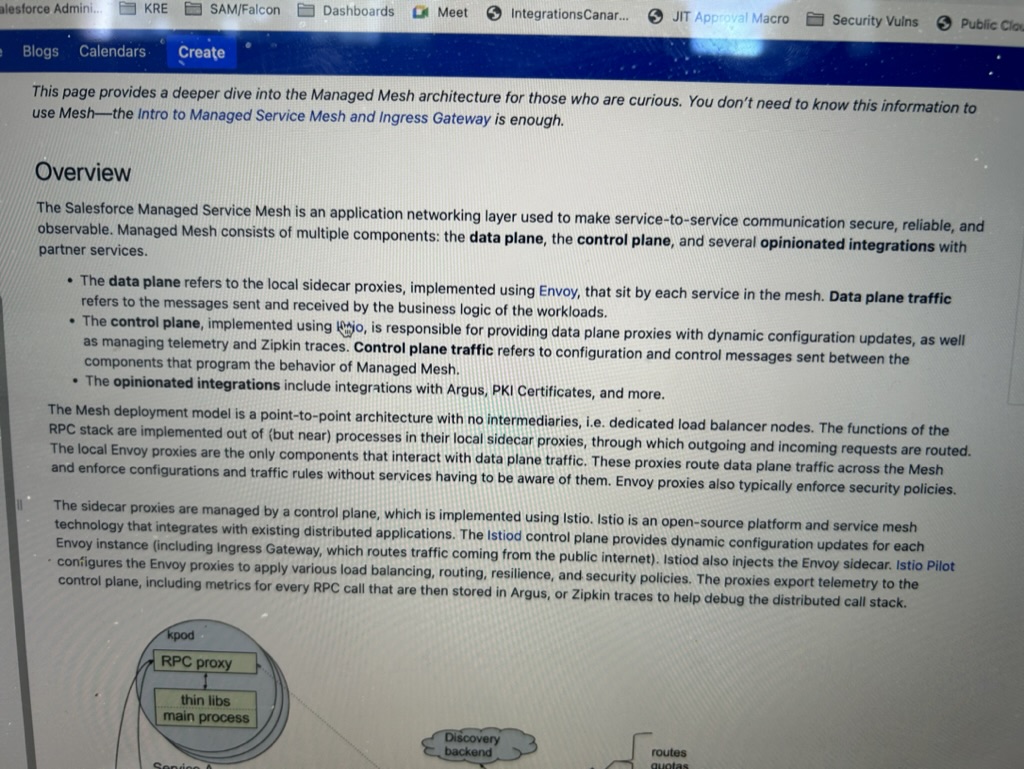 alesforce Admini... KRE SAM/Falcon Dashboards Meet IntegrationsCanar... JIT Approval Macro Security Vulns Public Clou
Blogs Calendars Create
This page provides a deeper dive into the Managed Mesh architecture for those who are curious. You don't need to know this information to
use Mesh—the Intro to Managed Service Mesh and Ingress Gateway is enough.
Overview
The Salesforce Managed Service Mesh is an application networking layer used to make service-to-service communication secure, reliable, and
observable. Managed Mesh consists of multiple components: the data plane, the control plane, and several opinionated integrations with
partner services.
• The data plane refers to the local sidecar proxies, implemented using Envoy, that sit by each service in the mesh. Data plane traffic
refers to the messages sent and received by the business logic of the workloads.
• The control plane, implemented using , is responsible for providing data plane proxies with dynamic configuration updates, as well
as managing telemetry and Zipkin traces. Control plane traffic refers to configuration and control messages sent between the
components that program the behavior of Managed Mesh.
• The opinionated integrations include integrations with Argus, PKI Certificates, and more.
The Mesh deployment model is a point-to-point architecture with no intermediaries, i.e. dedicated load balancer nodes. The functions of the
RPC stack are implemented out of (but near) processes in their local sidecar proxies, through which outgoing and incoming requests are routed.
The local Envoy proxies are the only components that interact with data plane traffic. These proxies route data plane traffic across the Mesh
and enforce configurations and traffic rules without services having to be aware of them. Envoy proxies also typically enforce security policies.
The sidecar proxies are managed by a control plane, which is implemented using Istio. Istio is an open-source platform and service mesh
technology that integrates with existing distributed applications. The Istiod control plane provides dynamic configuration updates for each
Envoy instance (including Ingress Gateway, which routes traffic coming from the public internet). Istiod also injects the Envoy sidecar. Istio Pilot
configures the Envoy proxies to apply various load balancing, routing, resilience, and security policies. The proxies export telemetry to the
control plane, including metrics for every RPC call that are then stored in Argus, or Zipkin traces to help debug the distributed call stack.
kpod
RPC proxy
thin libs
main process
Service A
Discovery
backend
routes
quotas